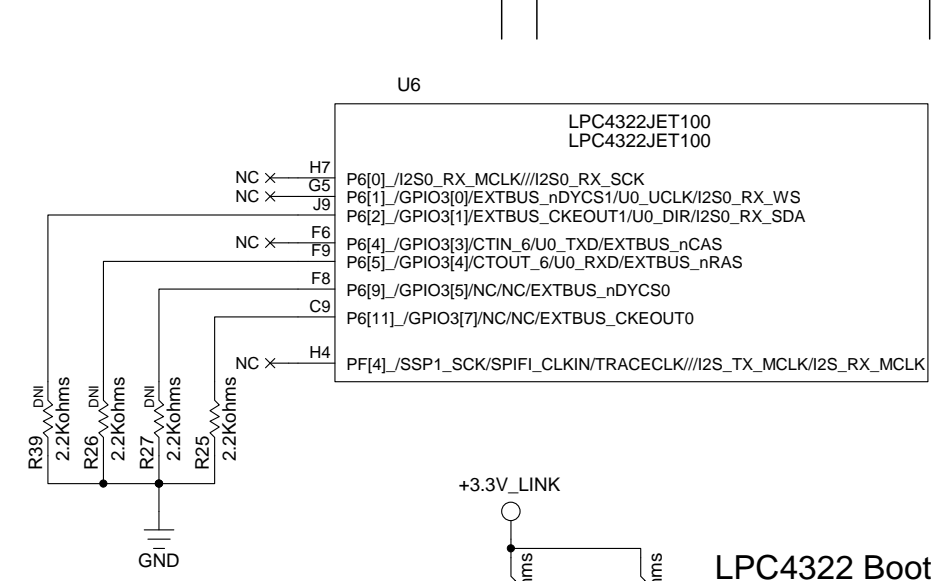 U6
LPC4322JET100
LPC4322JET100
NC H7 P6[0]_/I2S0_RX_MCLK///I2S0_RX_SCK
NC G5 P6[1]_/GPIO3[0]/EXTBUS_nDYCS1/U0_UCLK/I2S0_RX_WS
J9 P6[2]_/GPIO3[1]/EXTBUS_CKEOUT1/U0_DIR/I2S0_RX_SDA
NC F6 P6[4]_/GPIO3[3]/CTIN_6/U0_TXD/EXTBUS_nCAS
F9 P6[5]_/GPIO3[4]/CTOUT_6/U0_RXD/EXTBUS_nRAS
F8 P6[9]_/GPIO3[5]/NC/NC/EXTBUS_nDYCS0
C9 P6[11]_/GPIO3[7]/NC/NC/EXTBUS_CKEOUT0
NC H4 PF[4]_/SSP1_SCK/SPIFI_CLKIN/TRACECLK///I2S_TX_MCLK/I2S_RX_MCLK
R39 DNI 2.2Kohms
R26 DNI 2.2Kohms
R27 DNI 2.2Kohms
R25 2.2Kohms
GND
+3.3V_LINK
LPC4322 Boot